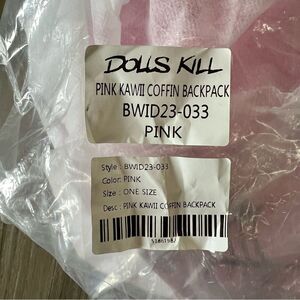 DOLLS KILL
PINK KAWII COFFIN BACKPACK
BWID23-033
PINK
Style : BWID23-033
Color: PINK
Size : ONE SIZE
Desc : PINK KAWII COFFIN BACKPACK